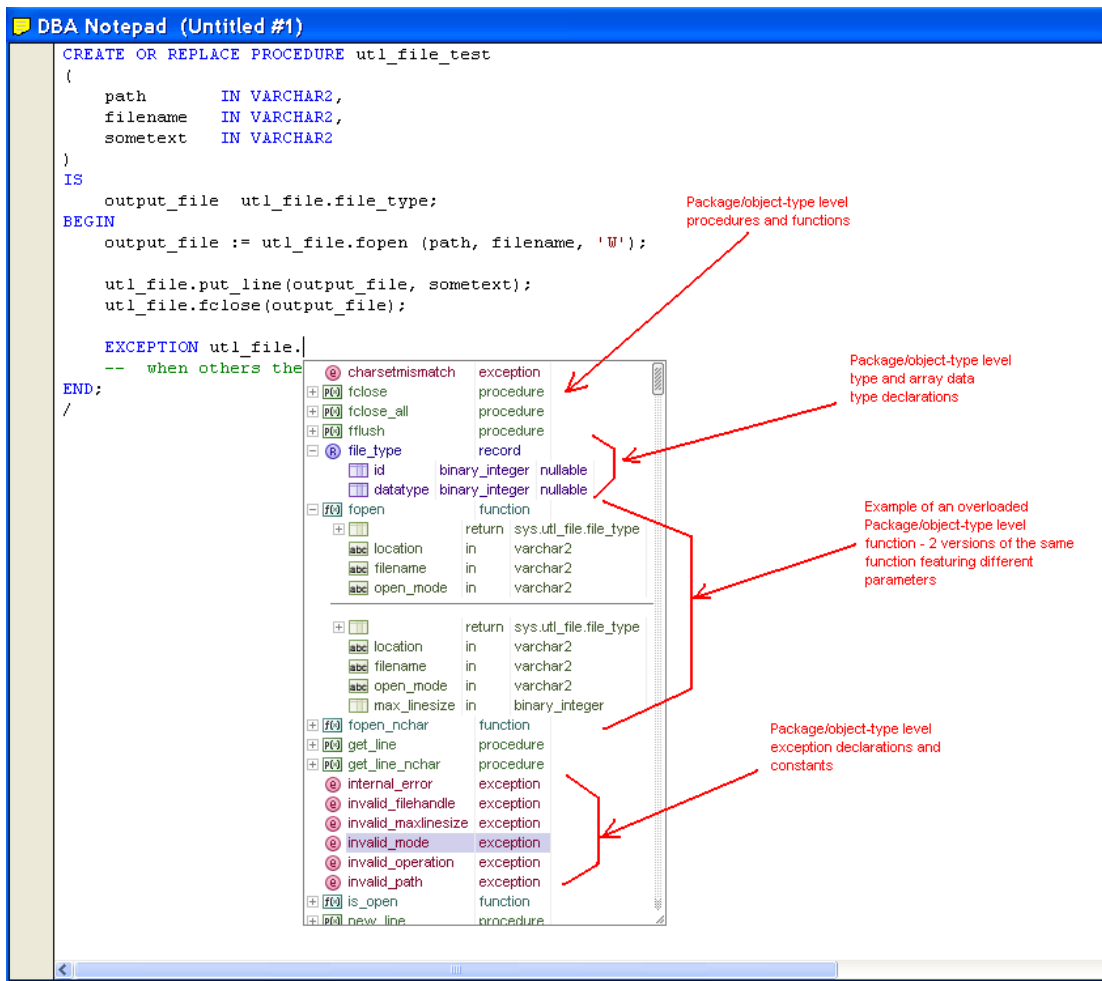 DBA Notepad (Untitled #1)
CREATE OR REPLACE PROCEDURE utl_file_test
(
path IN VARCHAR2,
filename IN VARCHAR2,
sometext IN VARCHAR2
)
IS
output_file utl_file.file_type;
BEGIN
output_file := utl_file.fopen (path, filename, 'W');
utl_file.put_line(output_file, sometext);
utl_file.fclose(output_file);
EXCEPTION utl_file.
-- when others the
END;
/
charsetmismatch exception
fclose procedure
fclose_all procedure
fflush procedure
file_type record
id binary_integer nullable
datatype binary_integer nullable
fopen function
return sys.utl_file.file_type
location in varchar2
filename in varchar2
open_mode in varchar2
return sys.utl_file.file_type
location in varchar2
filename in varchar2
open_mode in varchar2
max_linesize in binary_integer
fopen_nchar function
get_line procedure
get_line_nchar procedure
internal_error exception
invalid_filehandle exception
invalid_maxlinesize exception
invalid_mode exception
invalid_operation exception
invalid_path exception
is_open function
new_line procedure
Package/object-type level
procedures and functions
Package/object-type level
type and array data
type declarations
Example of an overloaded
Package/object-type level
function - 2 versions of the same
function featuring different
parameters
Package/object-type level
exception declarations and
constants